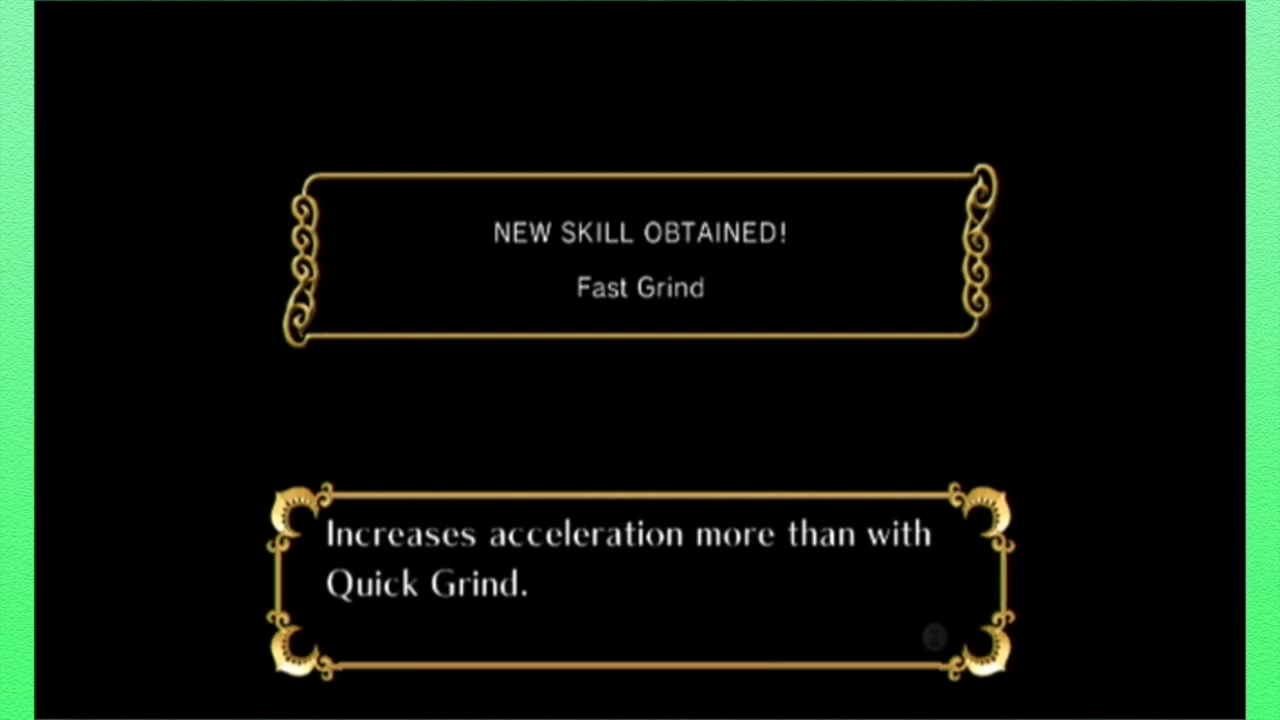 NEW SKILL OBTAINED!
Fast Grind
Increases acceleration more than with
Quick Grind.